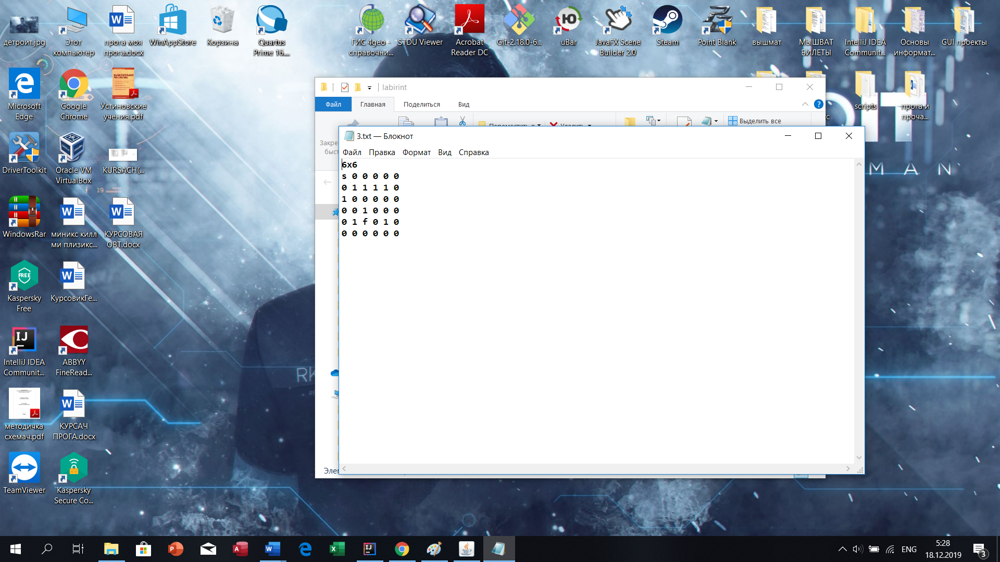 детроит.jpg
Этот компьютер
прога моя прога.docx
WinAppStore
Корзина
Quartus Prime 16....
ГИС 4geo - справочни...
STDU Viewer
Acrobat Reader DC
Git-2.18.0-6...
uBar
JavaFX Scene Builder 2.0
Steam
Point Blank
вышмат
МЫШВАТ БИЛЕТЫ
IntelliJ IDEA Communit...
Основы информат...
GUI проекты
Microsoft Edge
Google Chrome
Устиновские учения.pdf
scripts
прога и проча...
DriverToolkit
Oracle VM VirtualBox
KURSACH(...
WindowsRar
миникс килл ми плизикс...
КУРСОВАЯ ОВТ.docx
Kaspersky Free
КурсовикГе...
IntelliJ IDEA Communit...
ABBYY FineRead...
методичка схемач.pdf
КУРСАЧ ПРОГА.docx
TeamViewer
Kaspersky Secure Co...
labirint
Файл Главная Поделиться Вид
Выделить все
3.txt — Блокнот
Файл Правка Формат Вид Справка
6x6
s 0 0 0 0 0
0 1 1 1 1 0
1 0 0 0 0 0
0 0 1 0 0 0
0 1 f 0 1 0
0 0 0 0 0 0
M A N
RK
ENG
5:28
18.12.2019
3